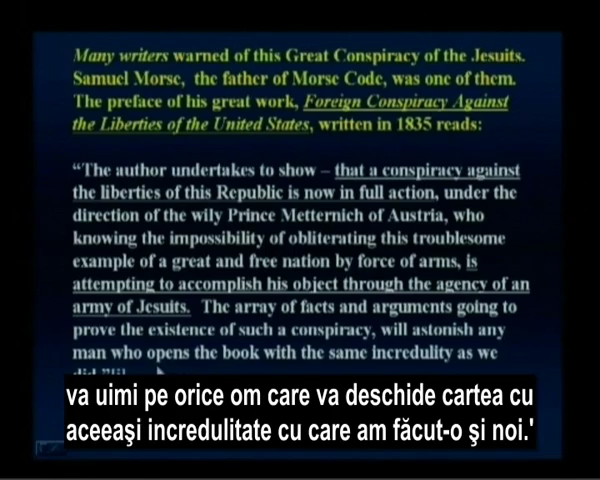 Many writers warned of this Great Conspiracy of the Jesuits.
Samuel Morse, the father of Morse Code, was one of them.
The preface of his great work, Foreign Conspiracy Against
the Liberties of the United States, written in 1835 reads:
“The author undertakes to show – that a conspiracy against
the liberties of this Republic is now in full action, under the
direction of the wily Prince Metternich of Austria, who
knowing the impossibility of obliterating this troublesome
example of a great and free nation by force of arms, is
attempting to accomplish his object through the agency of an
army of Jesuits. The array of facts and arguments going to
prove the existence of such a conspiracy, will astonish any
man who opens the book with the same incredulity as we
va uimi pe orice om care va deschide cartea cu
aceeaşi incredulitate cu care am făcut-o şi noi.'